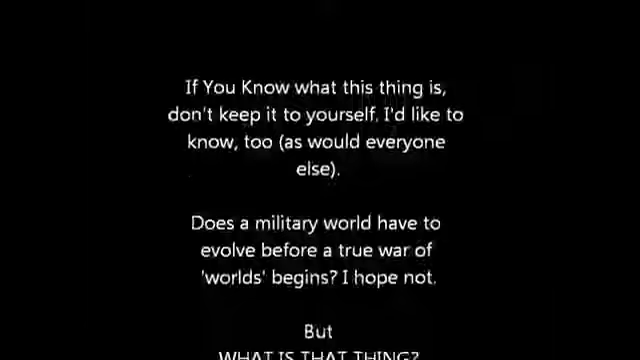 If You Know what this thing is,
don't keep it to yourself, I'd like to
know, too (as would everyone
else).
Does a military world have to
evolve before a true war of
'worlds' begins? I hope not.
But
WHAT IS THAT THING?